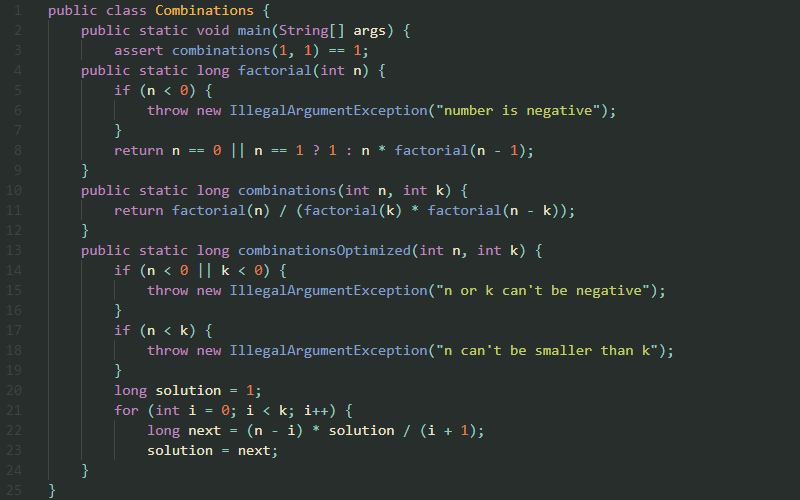 1 public class Combinations {
2     public static void main(String[] args) {
3         assert combinations(1, 1) == 1;
4     public static long factorial(int n) {
5         if (n < 0) {
6             throw new IllegalArgumentException("number is negative");
7         }
8         return n == 0 || n == 1 ? 1 : n * factorial(n - 1);
9     }
10     public static long combinations(int n, int k) {
11         return factorial(n) / (factorial(k) * factorial(n - k));
12     }
13     public static long combinationsOptimized(int n, int k) {
14         if (n < 0 || k < 0) {
15             throw new IllegalArgumentException("n or k can't be negative");
16         }
17         if (n < k) {
18             throw new IllegalArgumentException("n can't be smaller than k");
19         }
20         long solution = 1;
21         for (int i = 0; i < k; i++) {
22             long next = (n - i) * solution / (i + 1);
23             solution = next;
24     }
25 }